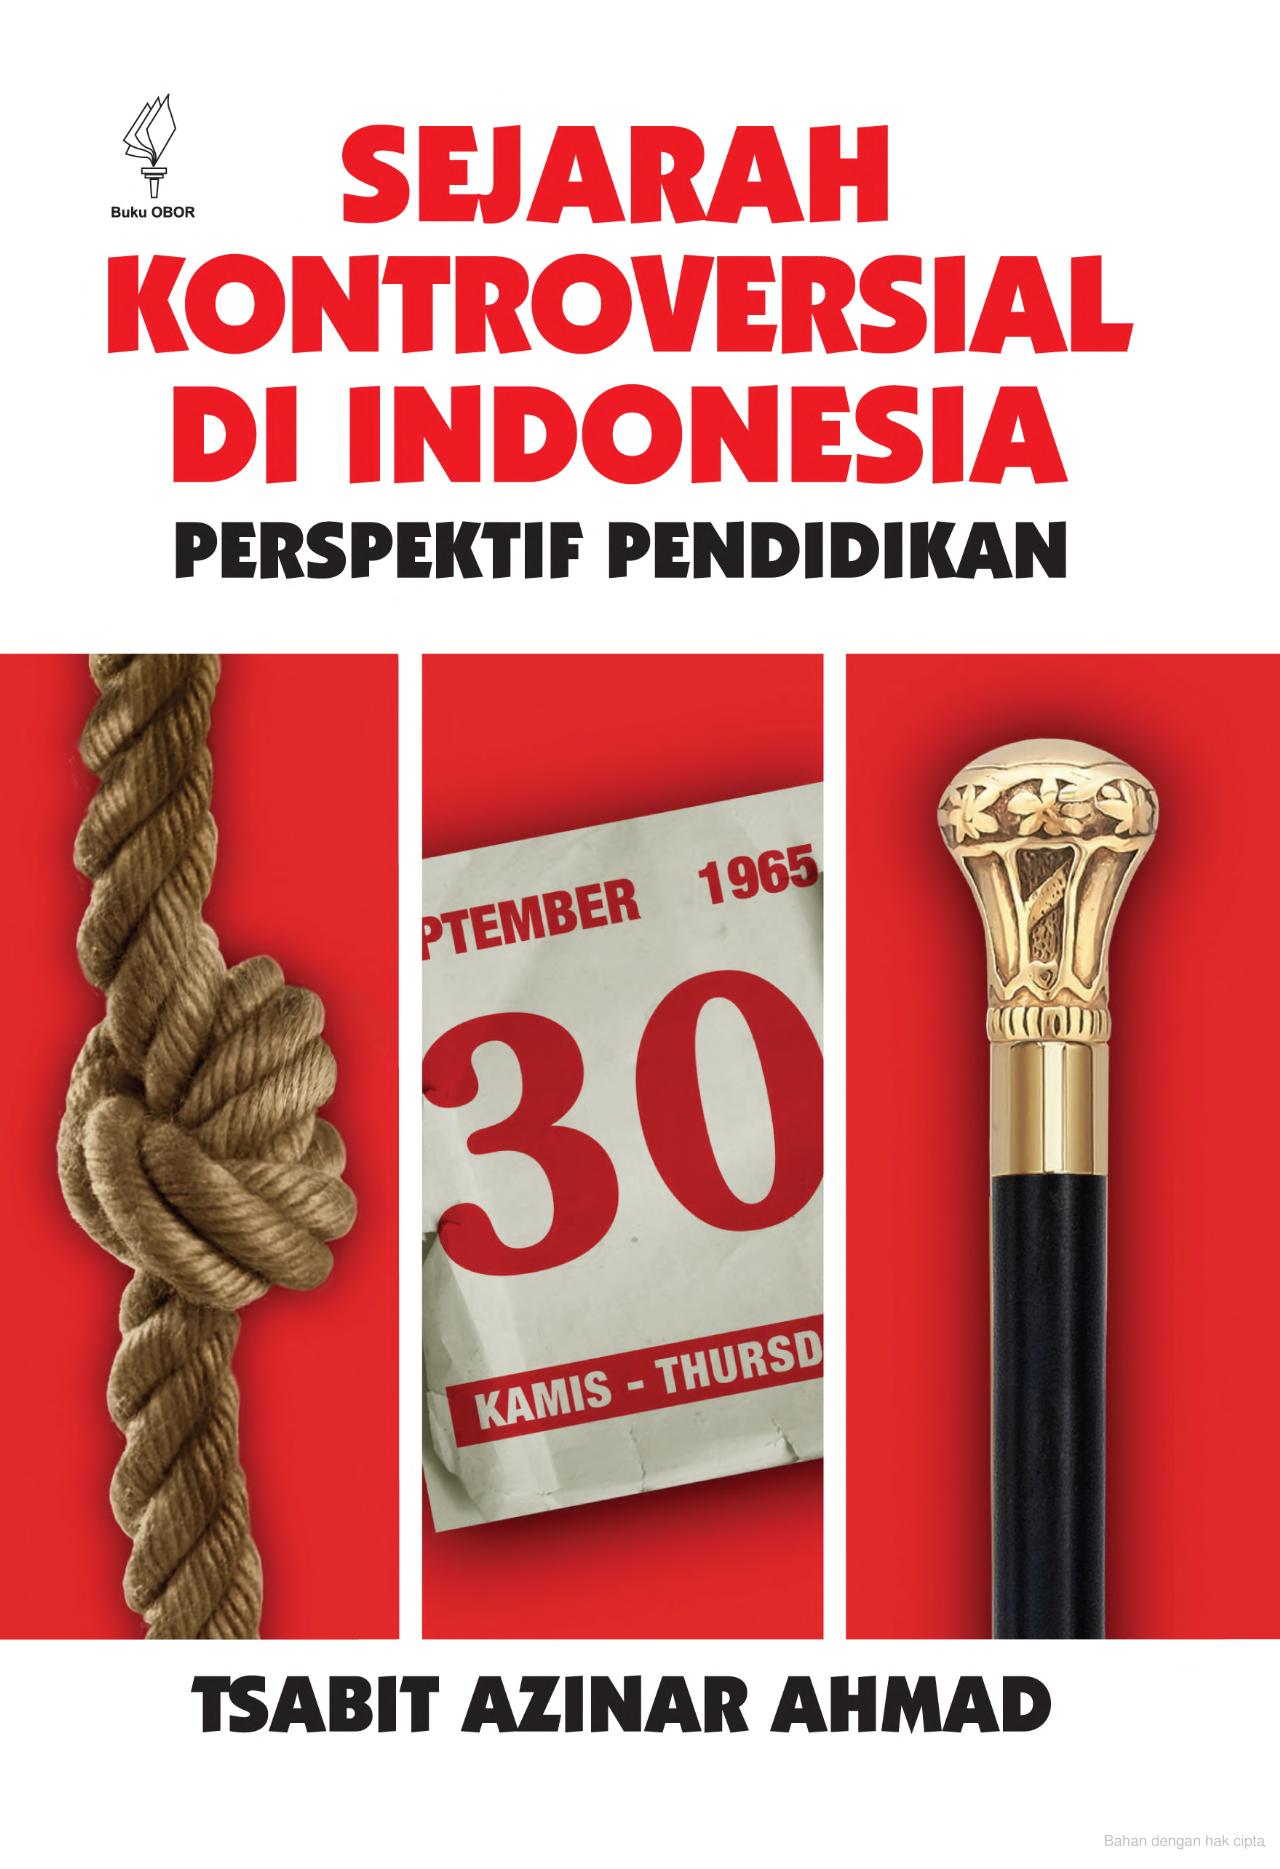 Buku OBOR
SEJARAH
KONTROVERSIAL
DI INDONESIA
PERSPEKTIF PENDIDIKAN
PTEMBER 1965
30
KAMIS - THURSD
TSABIT AZINAR AHMAD
Bahan dengan hak cipta